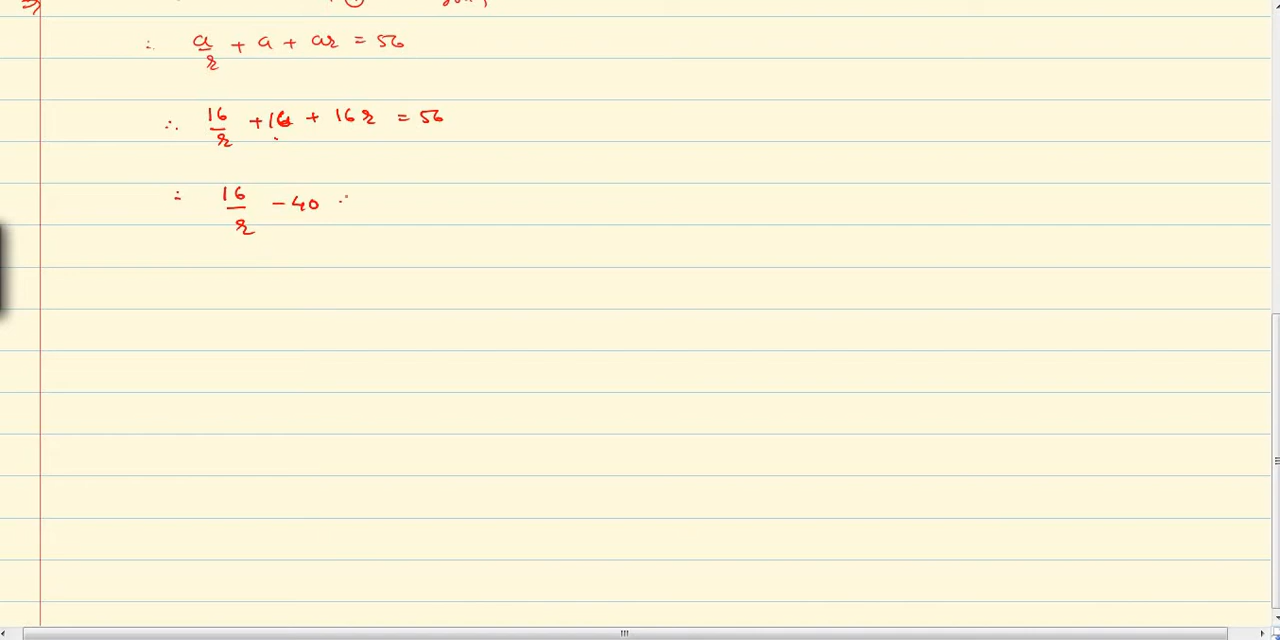 ∴ a/r + a + ar = 56
∴ 16/r + 16 + 16r = 56
∴ 16/r - 40